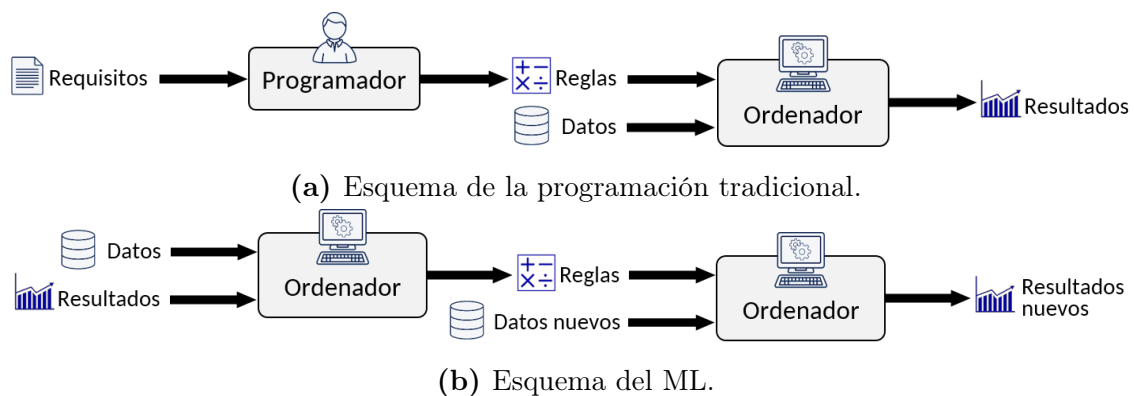 Requisitos
Programador
Reglas
Datos
Ordenador
Resultados
(a) Esquema de la programación tradicional.
Datos
Resultados
Ordenador
Reglas
Datos nuevos
Ordenador
Resultados
nuevos
(b) Esquema del ML.